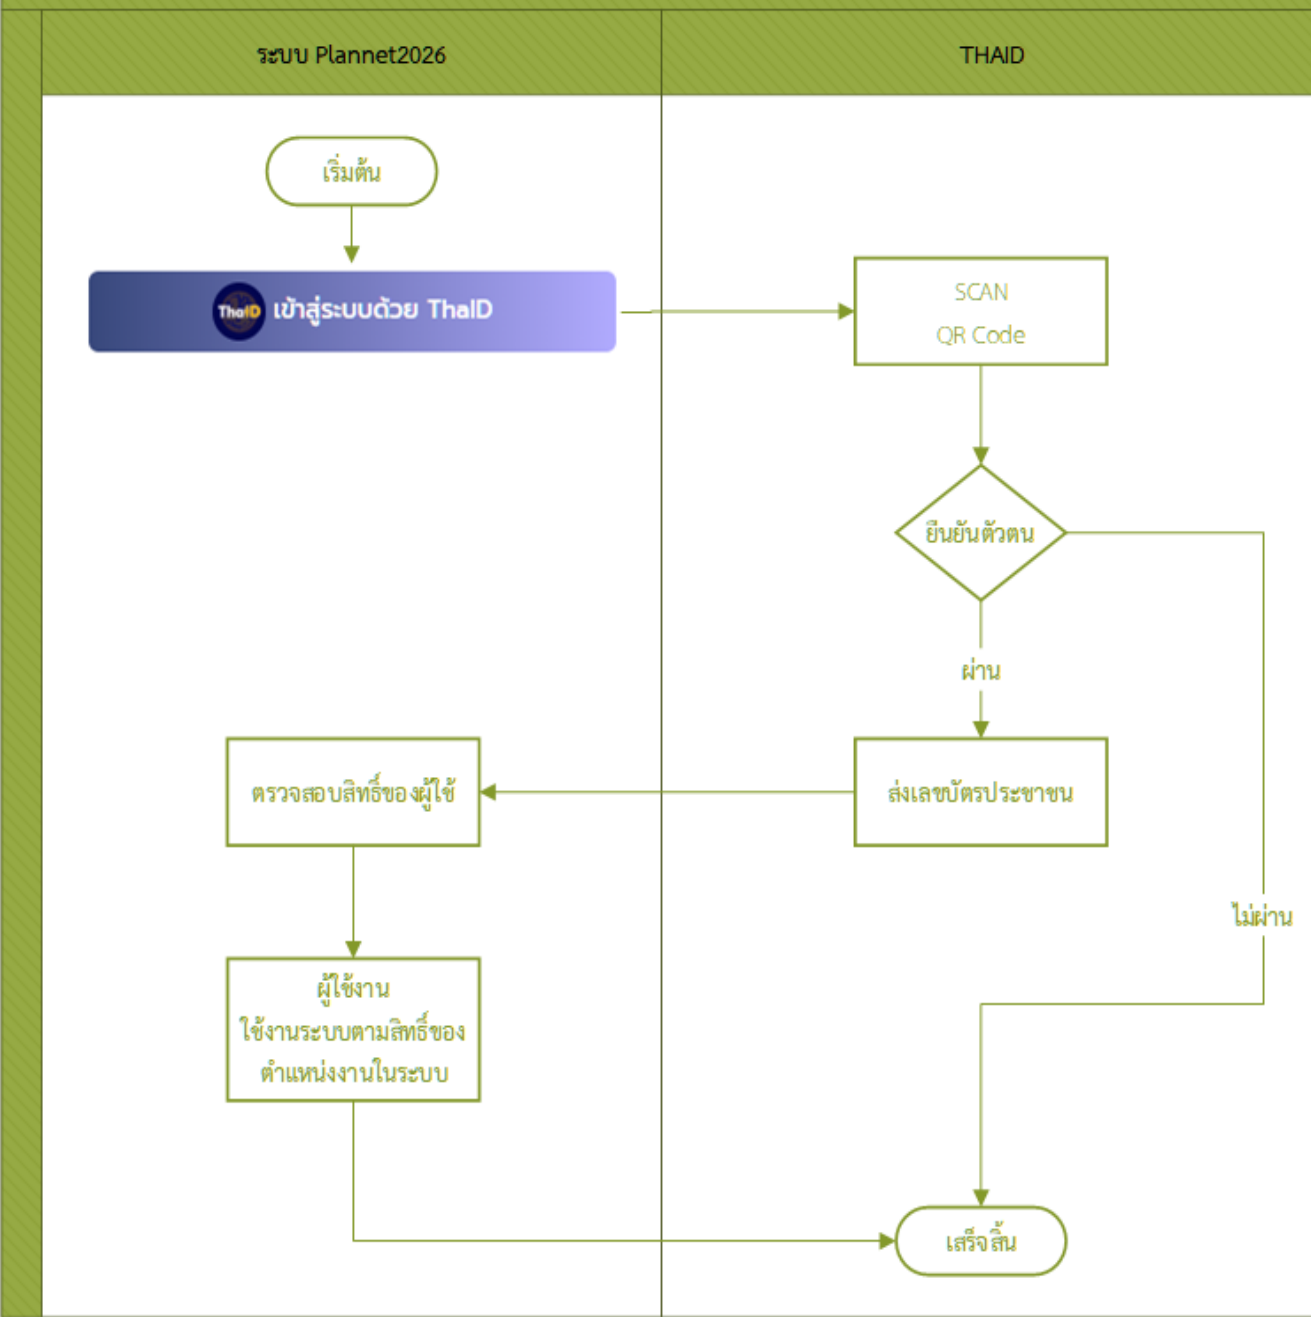 ระบบ Plannet2026
THAID
เริ่มต้น
ThaID เข้าสู่ระบบด้วย ThaID
SCAN
QR Code
ยืนยันตัวตน
ผ่าน
ตรวจสอบสิทธิ์ของผู้ใช้
ส่งเลขบัตรประชาชน
ไม่ผ่าน
ผู้ใช้งาน
ใช้งานระบบตามสิทธิ์ของ
ตำแหน่งงานในระบบ
เสร็จสิ้น